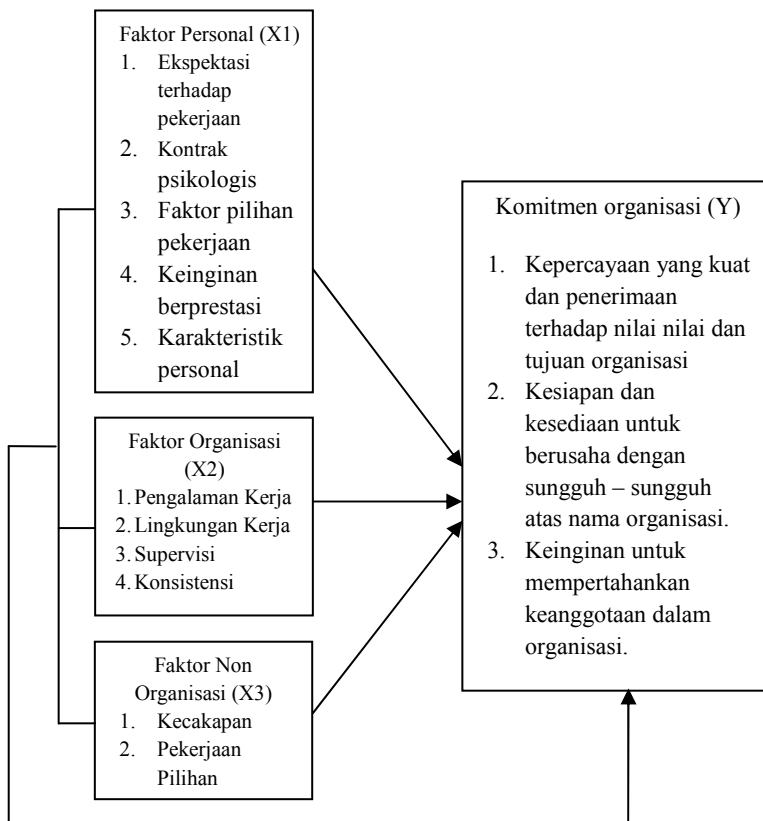 Faktor Personal (X1)
1. Ekspektasi
terhadap
pekerjaan
2. Kontrak
psikologis
3. Faktor pilihan
pekerjaan
4. Keinginan
berprestasi
5. Karakteristik
personal
Faktor Organisasi
(X2)
1. Pengalaman Kerja
2. Lingkungan Kerja
3. Supervisi
4. Konsistensi
Faktor Non
Organisasi (X3)
1. Kecakapan
2. Pekerjaan
Pilihan
Komitmen organisasi (Y)
1. Kepercayaan yang kuat
dan penerimaan
terhadap nilai nilai dan
tujuan organisasi
2. Kesiapan dan
kesediaan untuk
berusaha dengan
sungguh – sungguh
atas nama organisasi.
3. Keinginan untuk
mempertahankan
keanggotaan dalam
organisasi.